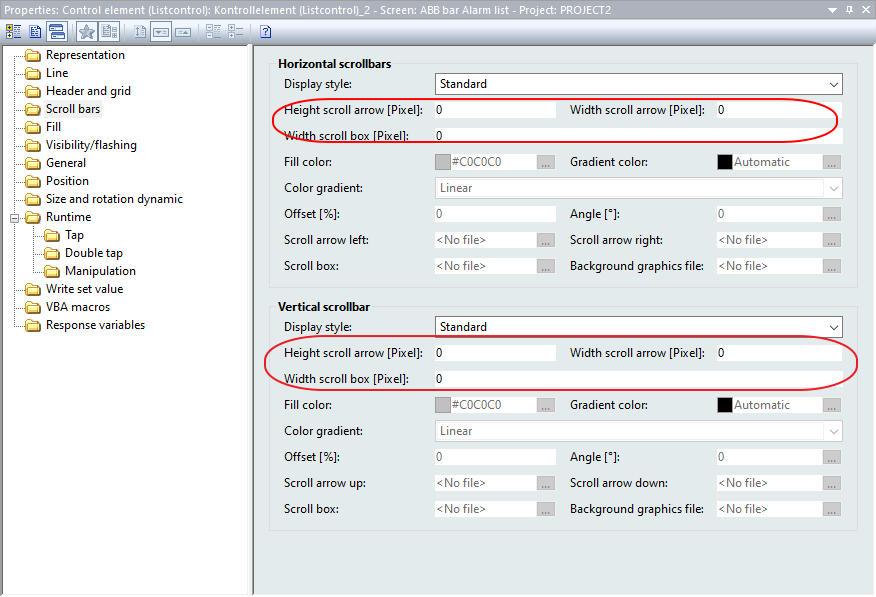 Properties: Control element (Listcontrol): Kontrollelement (Listcontrol)_2 - Screen: ABB bar Alarm list - Project: PROJECT2
Representation
Line
Header and grid
Scroll bars
Fill
Visibility/flashing
General
Position
Size and rotation dynamic
Runtime
Tap
Double tap
Manipulation
Write set value
VBA macros
Response variables
Horizontal scrollbars
Display style: Standard
Height scroll arrow [Pixel]: 0 Width scroll arrow [Pixel]: 0
Width scroll box [Pixel]: 0
Fill color: #C0C0C0 ... Gradient color: Automatic ...
Color gradient: Linear
Offset [%]: 0 Angle [°]: 0 ...
Scroll arrow left: <No file> ... Scroll arrow right: <No file> ...
Scroll box: <No file> ... Background graphics file: <No file> ...
Vertical scrollbar
Display style: Standard
Height scroll arrow [Pixel]: 0 Width scroll arrow [Pixel]: 0
Width scroll box [Pixel]: 0
Fill color: #C0C0C0 ... Gradient color: Automatic ...
Color gradient: Linear
Offset [%]: 0 Angle [°]: 0 ...
Scroll arrow up: <No file> ... Scroll arrow down: <No file> ...
Scroll box: <No file> ... Background graphics file: <No file> ...